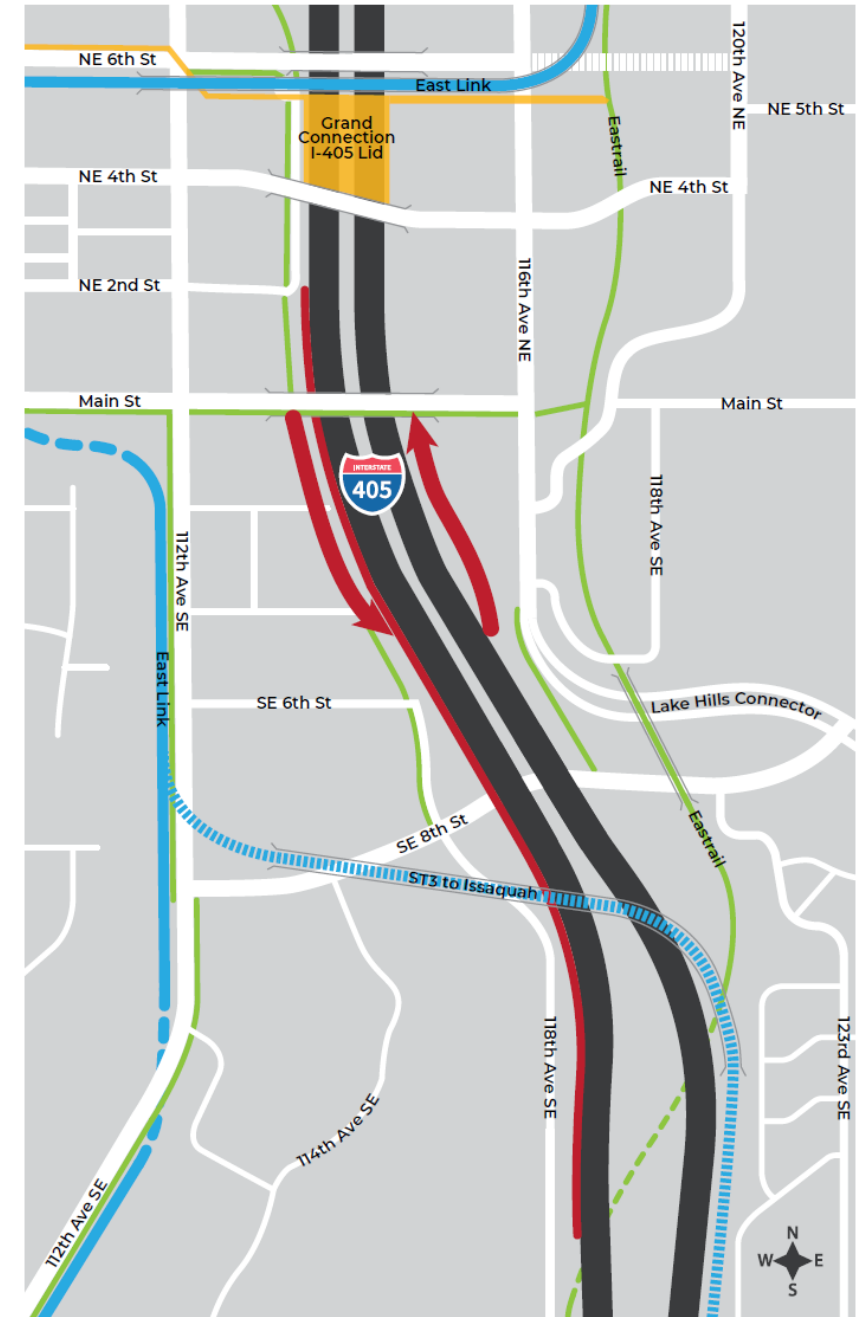 NE 6th St
East Link
120th Ave NE
NE 5th St
Grand
Connection
I-405 Lid
Eastrail
NE 4th St
NE 4th St
NE 2nd St
116th Ave NE
Main St
Main St
INTERSTATE
405
118th Ave SE
112th Ave SE
East Link
SE 6th St
Lake Hills Connector
SE 8th St
Eastrail
ST3 to Issaquah
118th Ave SE
123rd Ave SE
114th Ave SE
112th Ave SE
N
W E
S